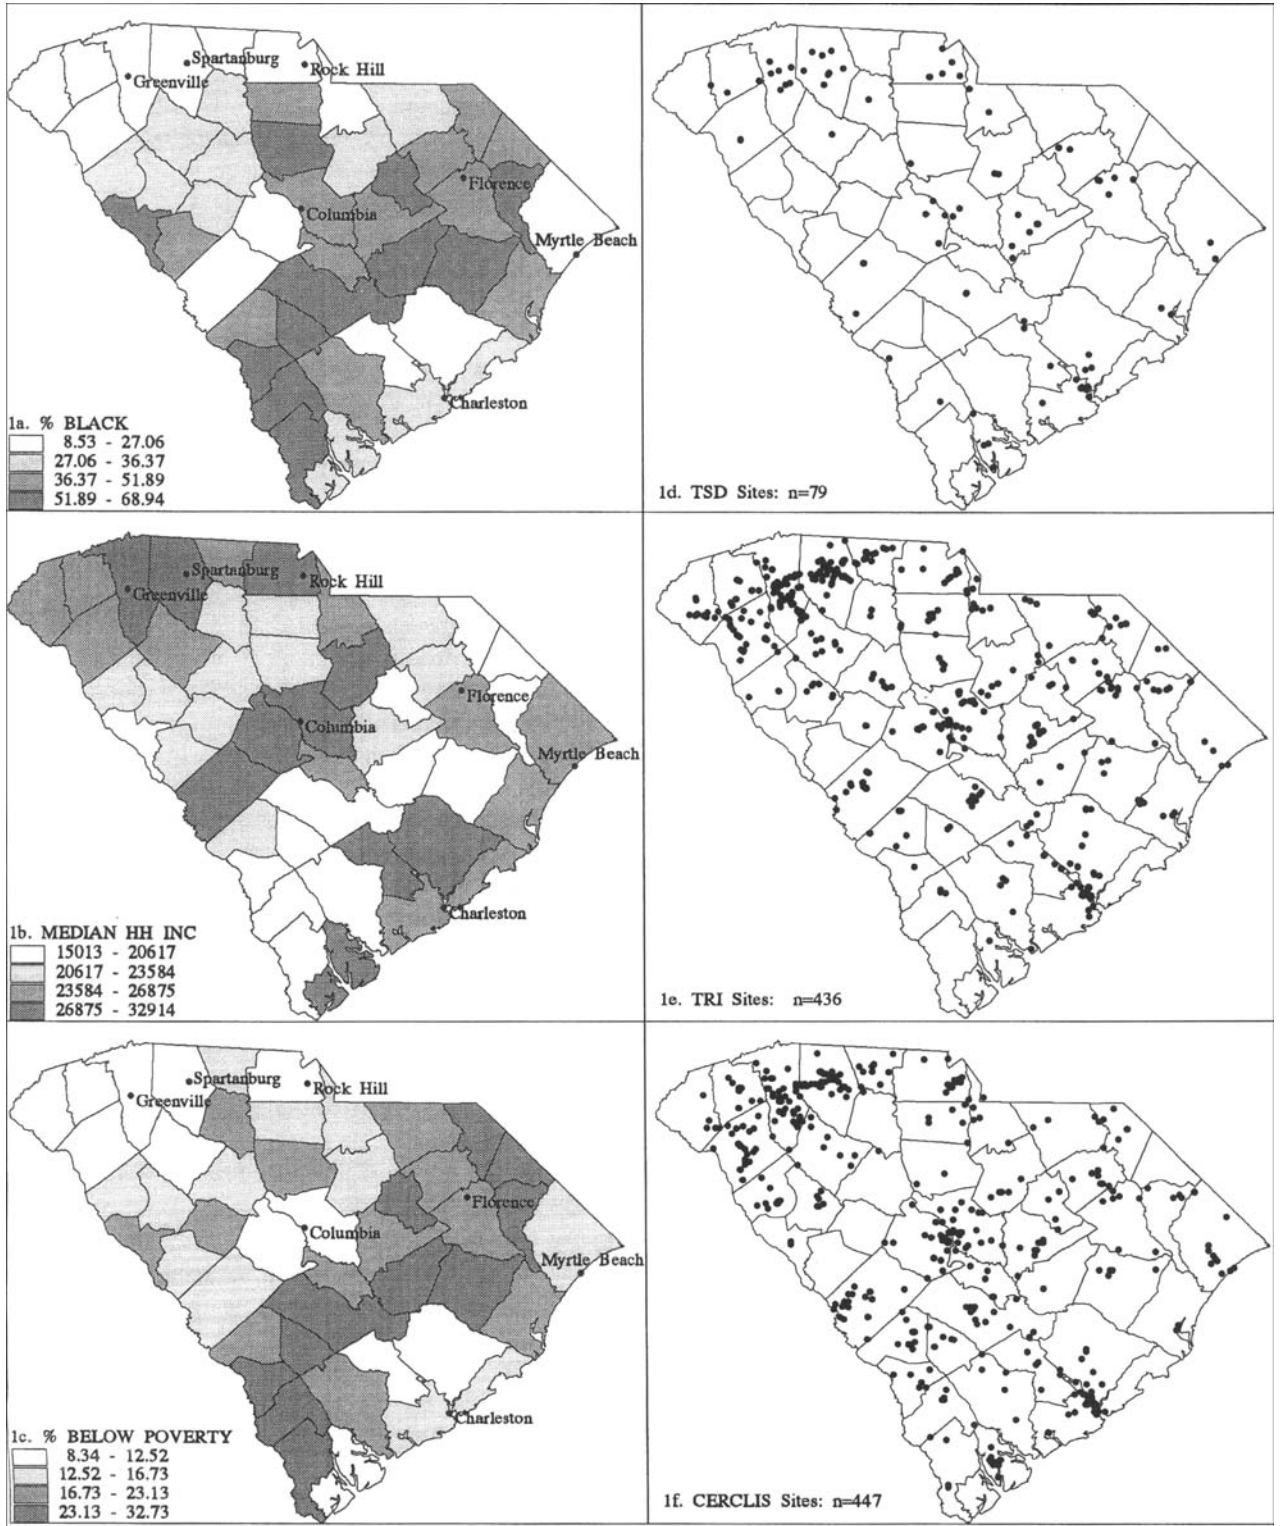 Spartanburg
Rock Hill
Greenville
Florence
Columbia
Myrtle Beach
Charleston
1a. % BLACK
8.53 - 27.06
27.06 - 36.37
36.37 - 51.89
51.89 - 68.94
1d. TSD Sites: n=79
Spartanburg
Rock Hill
Greenville
Florence
Columbia
Myrtle Beach
Charleston
1b. MEDIAN HH INC
15013 - 20617
20617 - 23584
23584 - 26875
26875 - 32914
1e. TRI Sites: n=436
Spartanburg
Rock Hill
Greenville
Florence
Columbia
Myrtle Beach
Charleston
1c. % BELOW POVERTY
8.34 - 12.52
12.52 - 16.73
16.73 - 23.13
23.13 - 32.73
1f. CERCLIS Sites: n=447